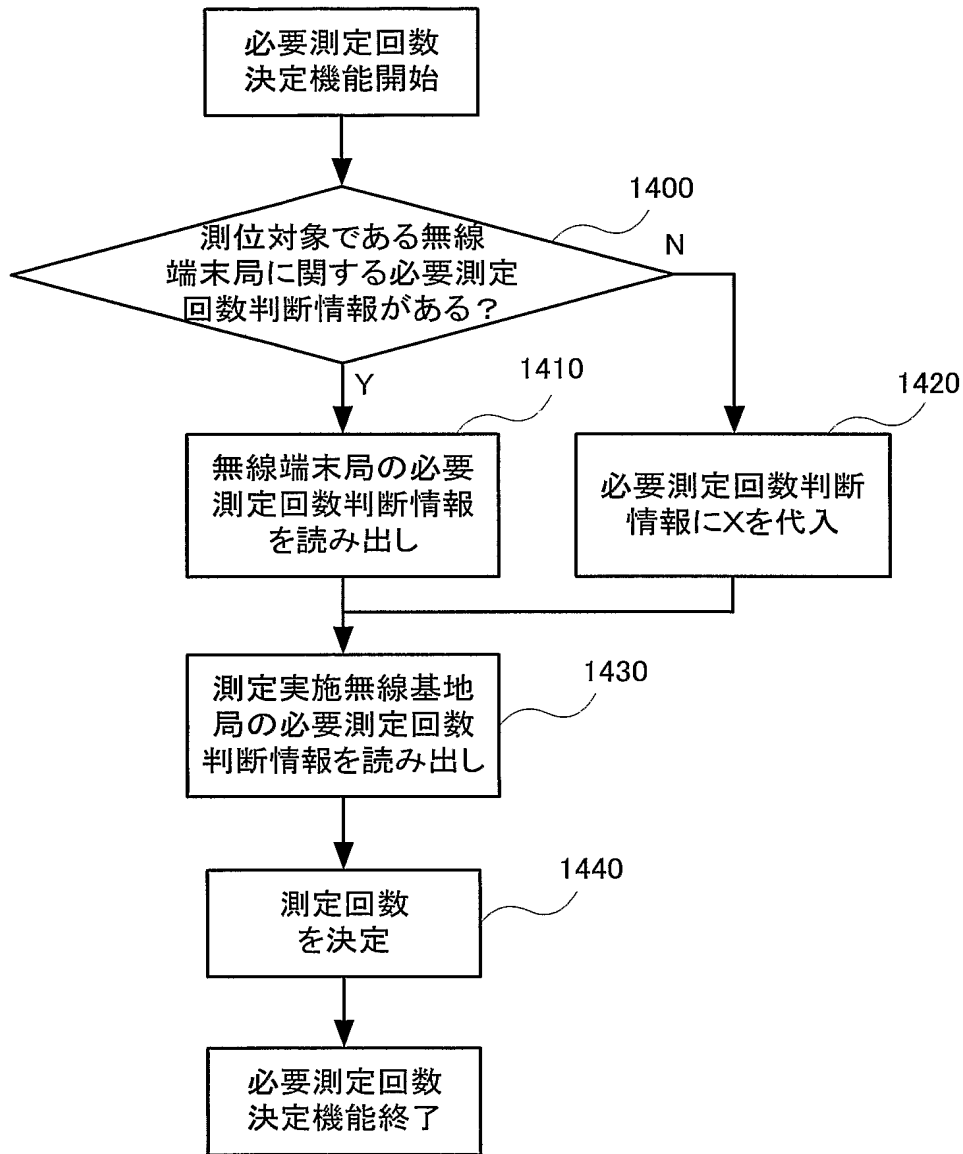 必要測定回数
決定機能開始
1400
測位対象である無線
端末局に関する必要測定
回数判断情報がある？
N
Y
1410
無線端末局の必要
測定回数判断情報
を読み出し
1420
必要測定回数判断
情報にXを代入
1430
測定実施無線基地
局の必要測定回数
判断情報を読み出し
1440
測定回数
を決定
必要測定回数
決定機能終了